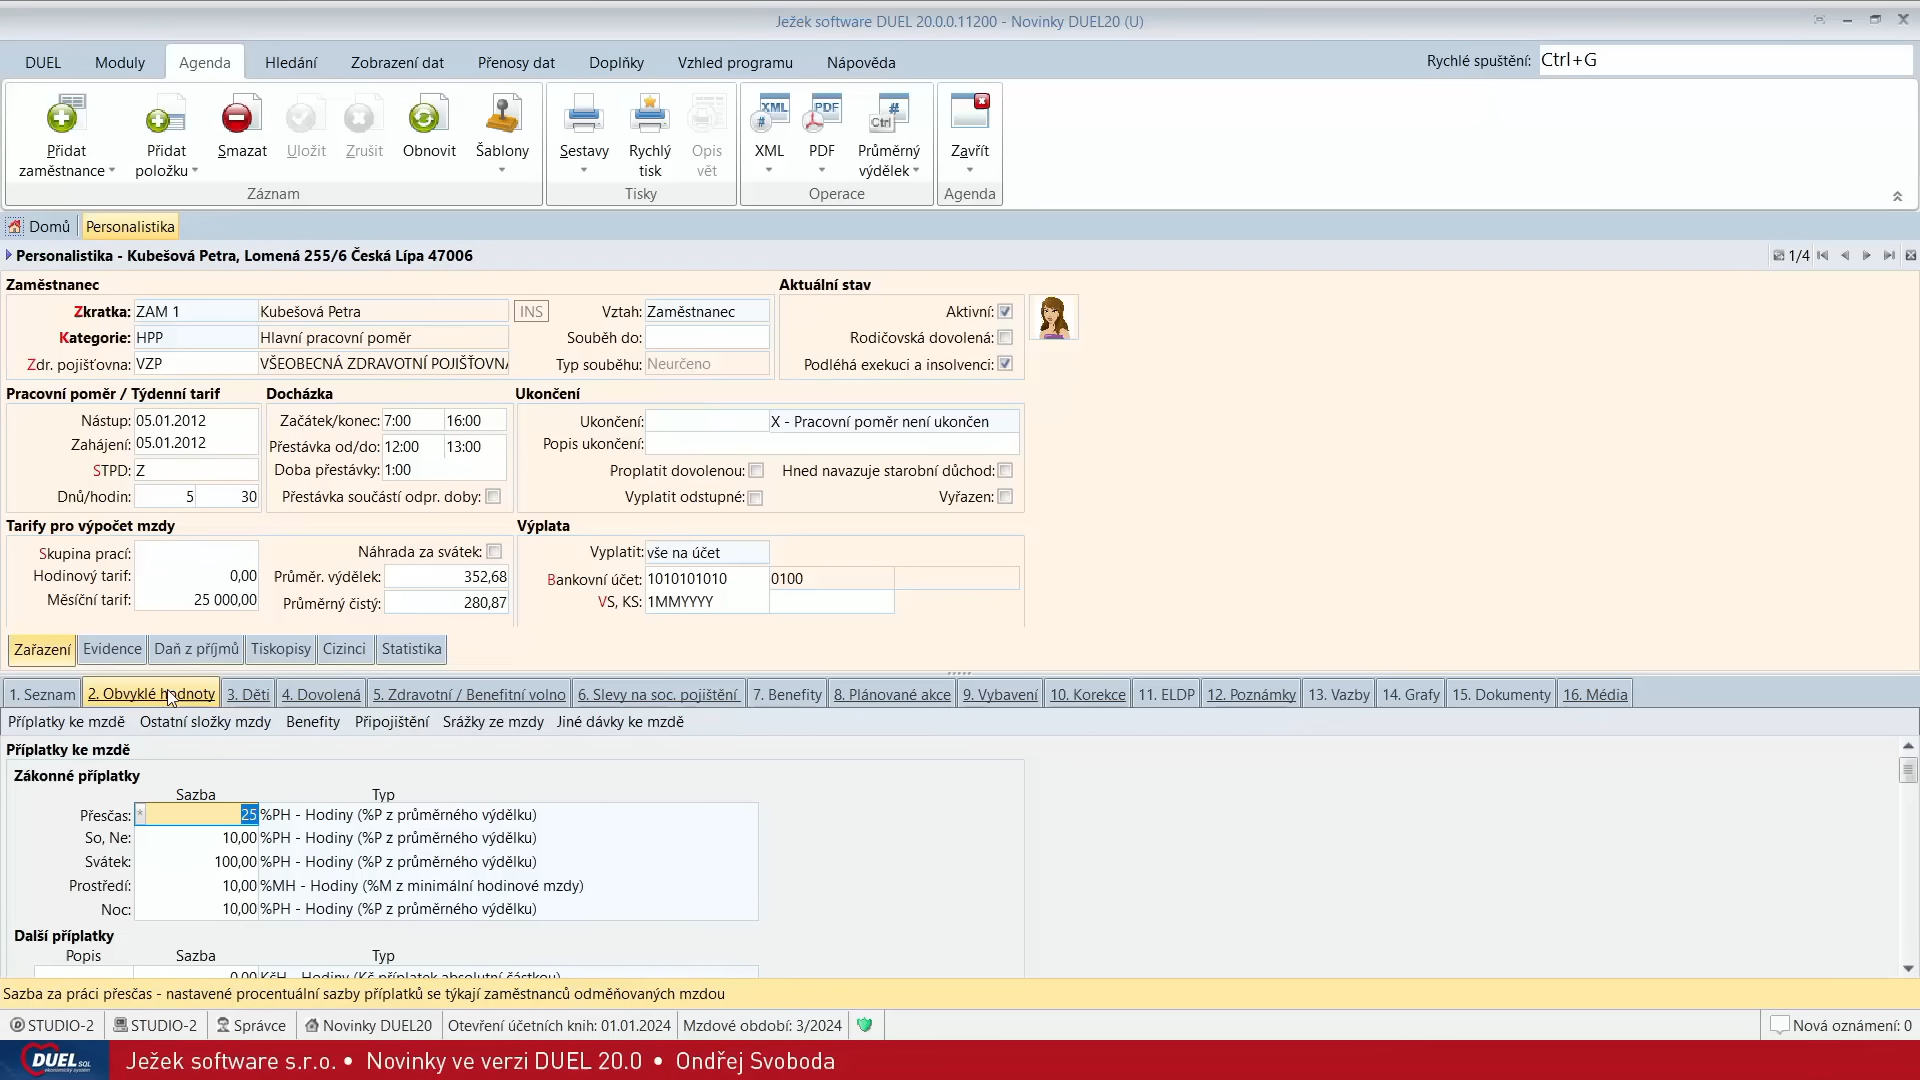 Ježek software DUEL 20.0.0.11200 - Novinky DUEL20 (U)
DUEL Moduly Agenda Hledání Zobrazení dat Přenosy dat Doplňky Vzhled programu Nápověda Rychlé spuštění: Ctrl+G
Přidat zaměstnance Přidat položku Smazat Uložit Zrušit Obnovit Šablony Sestavy Rychlý tisk Opis vět XML PDF Průměrný výdělek Zavřít
Záznam Tisky Operace Agenda
Domů Personalistika
Personalistika - Kubešová Petra, Lomená 255/6 Česká Lípa 47006 1/4
Zaměstnanec Aktuální stav
Zkratka: ZAM 1 Kubešová Petra INS Vztah: Zaměstnanec Aktivní:
Kategorie: HPP Hlavní pracovní poměr Souběh do: Rodičovská dovolená:
Zdr. pojišťovna: VZP VŠEOBECNÁ ZDRAVOTNÍ POJIŠŤOVNA Typ souběhu: Neurčeno Podléhá exekuci a insolvenci:
Pracovní poměr / Týdenní tarif Docházka Ukončení
Nástup: 05.01.2012 Začátek/konec: 7:00 16:00 Ukončení: X - Pracovní poměr není ukončen
Zahájení: 05.01.2012 Přestávka od/do: 12:00 13:00 Popis ukončení:
STPD: Z Doba přestávky: 1:00 Proplatit dovolenou: Hned navazuje starobní důchod:
Dnů/hodin: 5 30 Přestávka součástí odpr. doby: Vyplatit odstupné: Vyřazen:
Tarify pro výpočet mzdy Výplata
Skupina prací: Náhrada za svátek: Vyplatit: vše na účet
Hodinový tarif: 0,00 Průměr. výdělek: 352,68 Bankovní účet: 1010101010 0100
Měsíční tarif: 25 000,00 Průměrný čistý: 280,87 VS, KS: 1MMYYYY
Zařazení Evidence Daň z příjmů Tiskopisy Cizinci Statistika
1. Seznam 2. Obvyklé hodnoty 3. Děti 4. Dovolená 5. Zdravotní / Benefitní volno 6. Slevy na soc. pojištění 7. Benefity 8. Plánované akce 9. Vybavení 10. Korekce 11. ELDP 12. Poznámky 13. Vazby 14. Grafy 15. Dokumenty 16. Média
Příplatky ke mzdě Ostatní složky mzdy Benefity Připojištění Srážky ze mzdy Jiné dávky ke mzdě
Příplatky ke mzdě
Zákonné příplatky
Sazba Typ
Přesčas: * 25 %PH - Hodiny (%P z průměrného výdělku)
So, Ne: 10,00 %PH - Hodiny (%P z průměrného výdělku)
Svátek: 100,00 %PH - Hodiny (%P z průměrného výdělku)
Prostředí: 10,00 %MH - Hodiny (%M z minimální hodinové mzdy)
Noc: 10,00 %PH - Hodiny (%P z průměrného výdělku)
Další příplatky
Popis Sazba Typ
0,00 KčH - Hodiny (Kč příplatek absolutní částkou)
Sazba za práci přesčas - nastavené procentuální sazby příplatků se týkají zaměstnanců odměňovaných mzdou
STUDIO-2 STUDIO-2 Správce Novinky DUEL20 Otevření účetních knih: 01.01.2024 Mzdové období: 3/2024 Nová oznámení: 0
DUEL SQL Ježek software s.r.o. • Novinky ve verzi DUEL 20.0 • Ondřej Svoboda